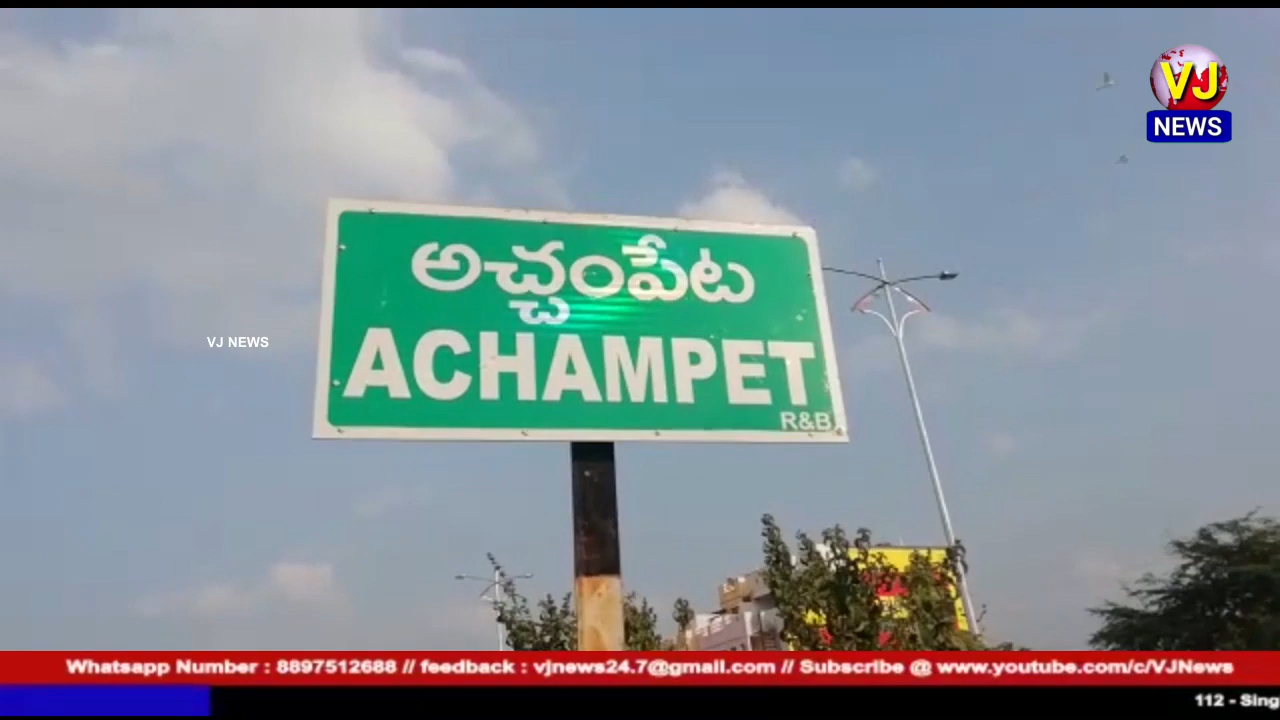 VJ
NEWS
అచ్చంపేట
VJ NEWS
ACHAMPET
R&B
Whatsapp Number : 8897512688 // feedback : vjnews24.7@gmail.com // Subscribe @ www.youtube.com/c/VJNews
112 - Sing